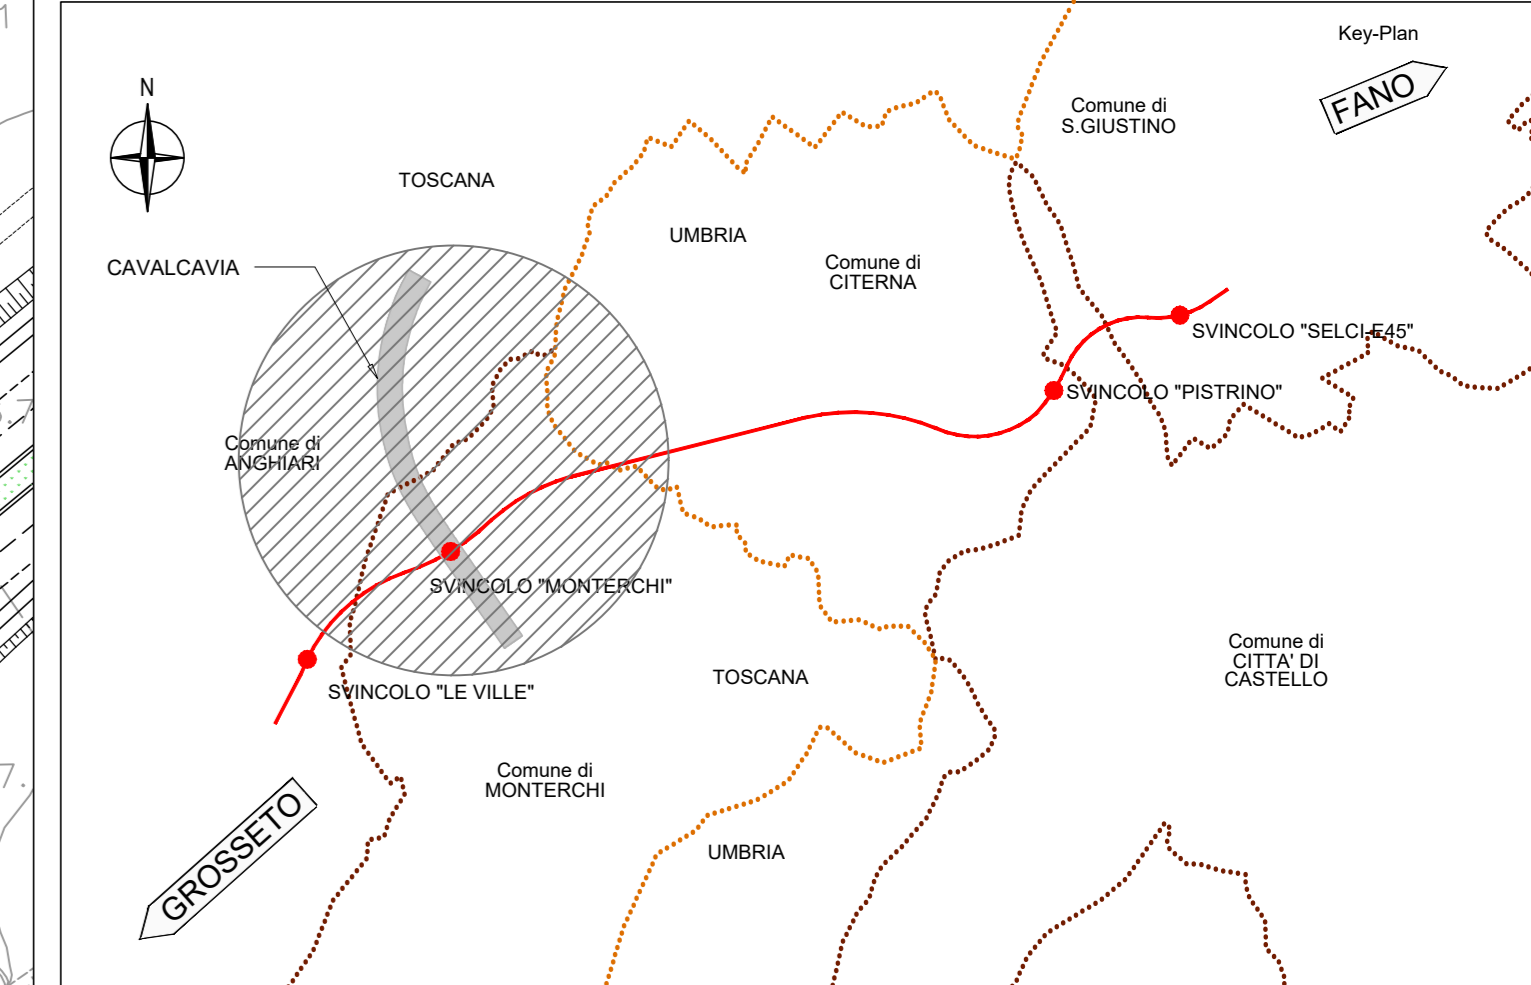 Key-Plan
N
FANO
Comune di
S.GIUSTINO
TOSCANA
UMBRIA
CAVALCAVIA
Comune di
CITERNA
SVINCOLO "SELCI-E45"
SVINCOLO "PISTRINO"
Comune di
ANGHIARI
SVINCOLO "MONTERCHI"
Comune di
CITTA' DI
CASTELLO
TOSCANA
SVINCOLO "LE VILLE"
Comune di
MONTERCHI
GROSSETO
UMBRIA